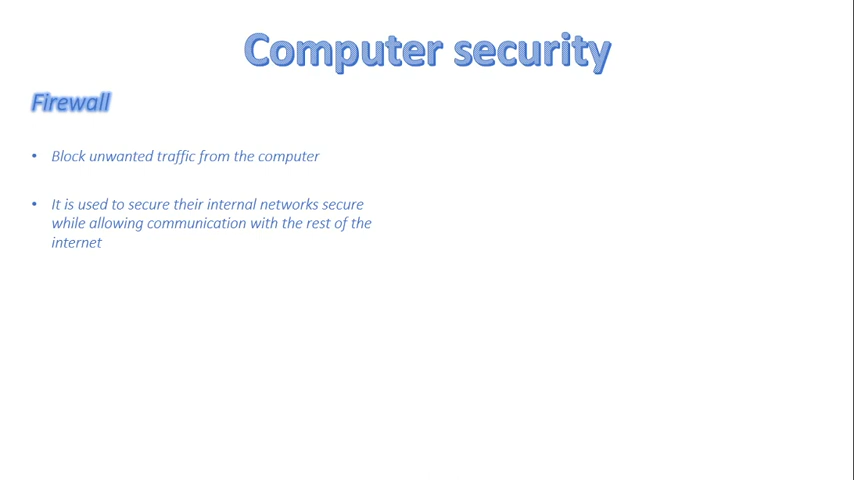 Computer security
Firewall
• Block unwanted traffic from the computer
• It is used to secure their internal networks secure
while allowing communication with the rest of the
internet